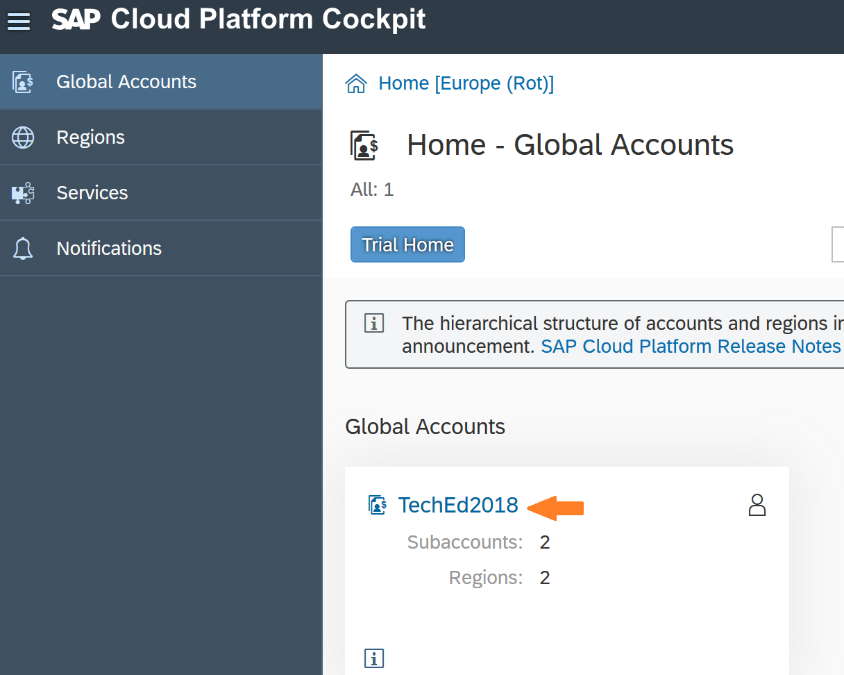 SAP Cloud Platform Cockpit
Global Accounts
Regions
Services
Notifications
Home [Europe (Rot)]
Home - Global Accounts
All: 1
Trial Home
The hierarchical structure of accounts and regions
announcement. SAP Cloud Platform Release Notes
Global Accounts
TechEd2018
Subaccounts: 2
Regions: 2